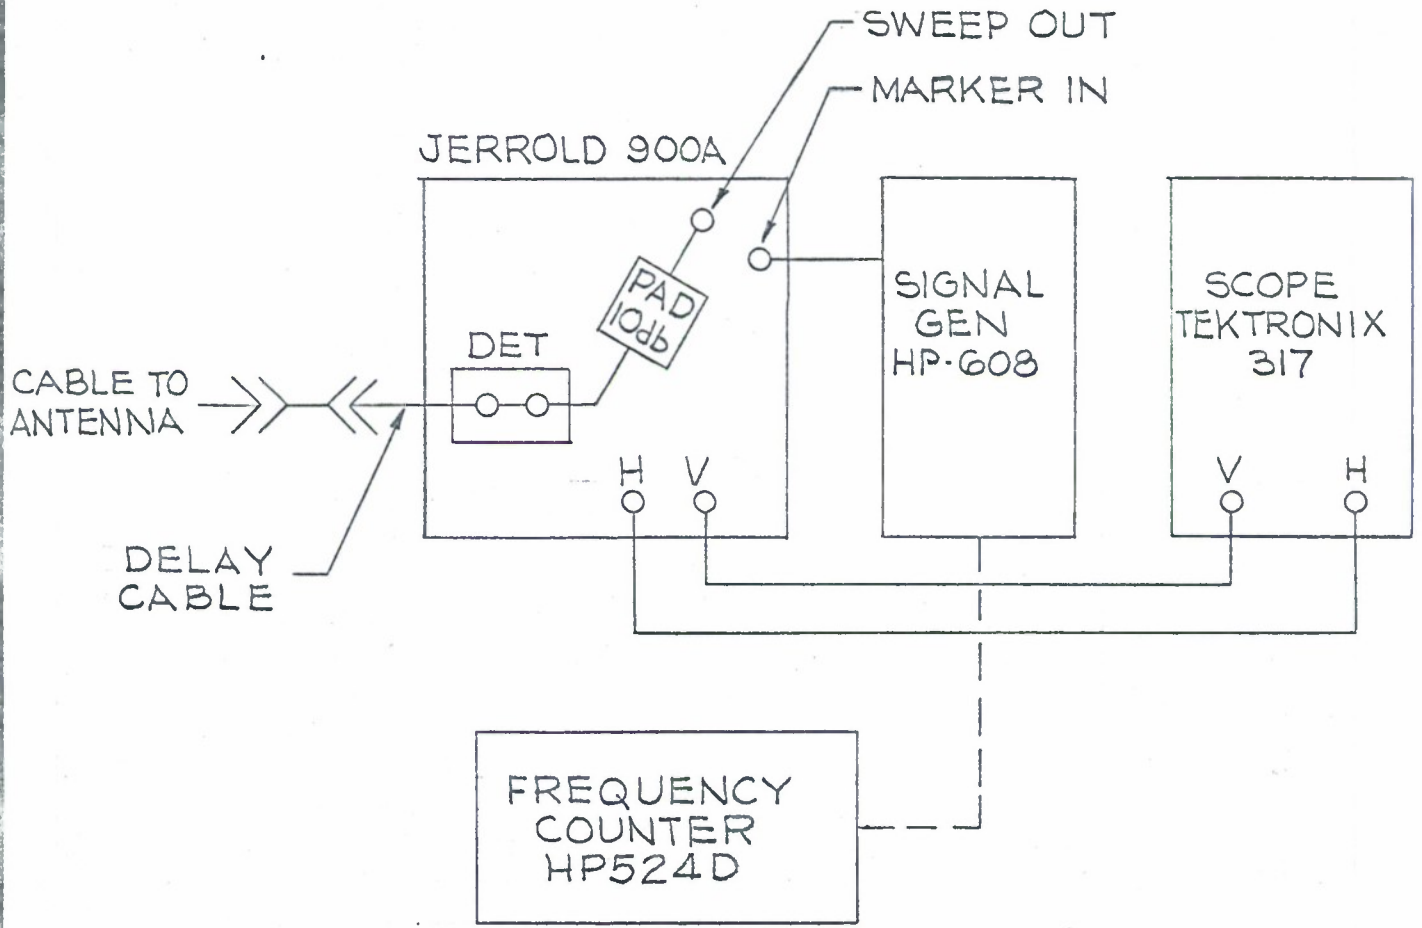 SWEEP OUT
MARKER IN
JERROLD 900A
PAD
10db
DET
SIGNAL
GEN
HP-608
SCOPE
TEKTRONIX
317
CABLE TO
ANTENNA
H V
V H
DELAY
CABLE
FREQUENCY
COUNTER
HP524D